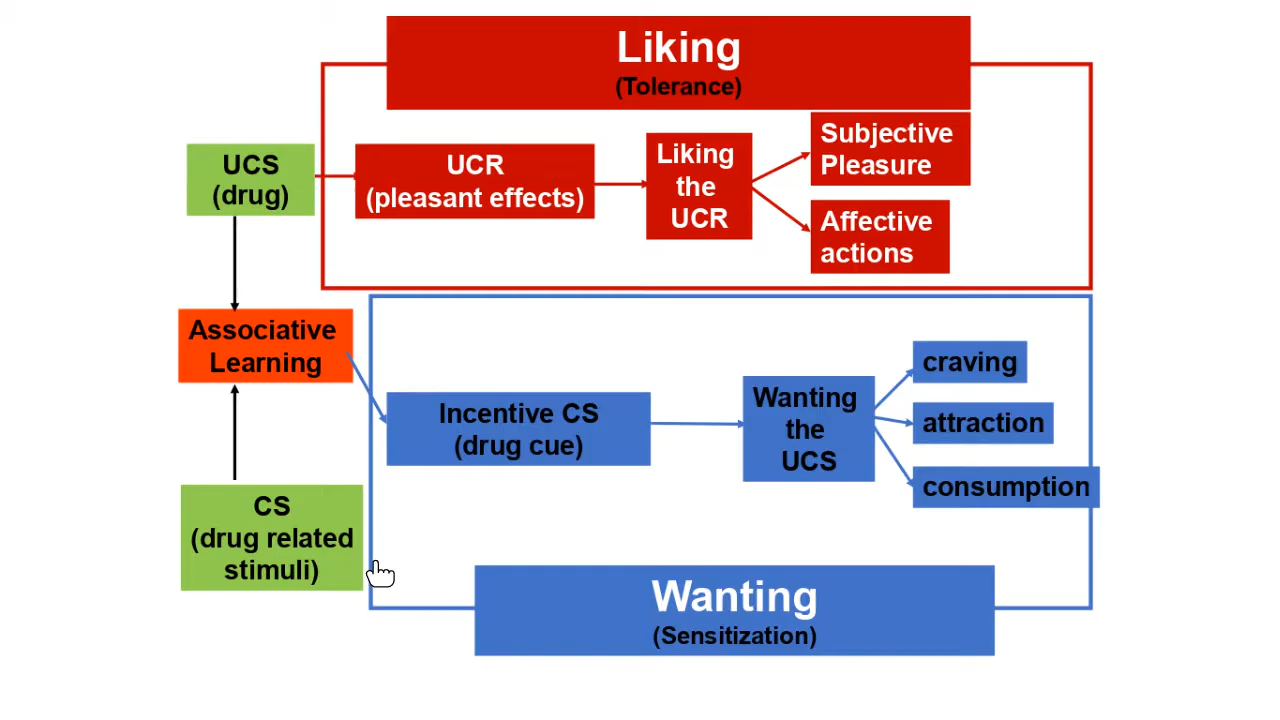 Liking
(Tolerance)
UCS
(drug)
UCR
(pleasant effects)
Liking
the
UCR
Subjective
Pleasure
Affective
actions
Associative
Learning
Incentive CS
(drug cue)
Wanting
the
UCS
craving
attraction
consumption
CS
(drug related
stimuli)
Wanting
(Sensitization)